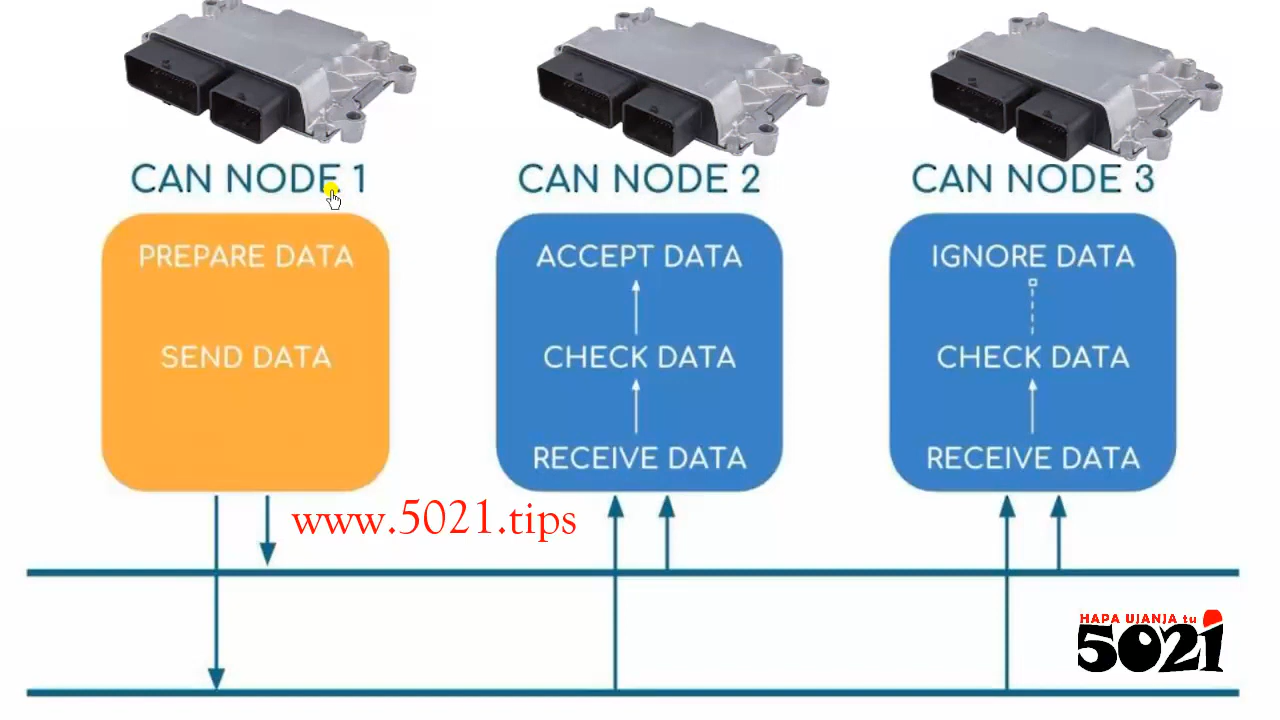 CAN NODE 1
CAN NODE 2
CAN NODE 3
PREPARE DATA
SEND DATA
ACCEPT DATA
CHECK DATA
RECEIVE DATA
IGNORE DATA
CHECK DATA
RECEIVE DATA
www.5021.tips
HAPA UJANJA tu
5021